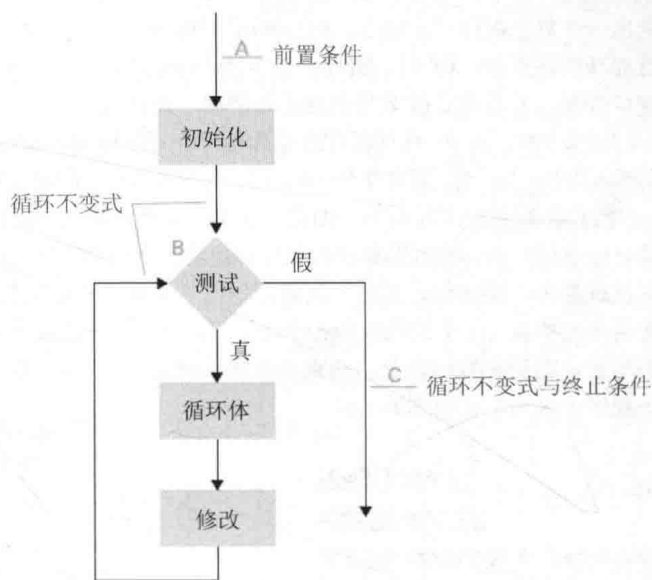 A 前置条件
初始化
循环不变式
B
测试
假
真
C 循环不变式与终止条件
循环体
修改